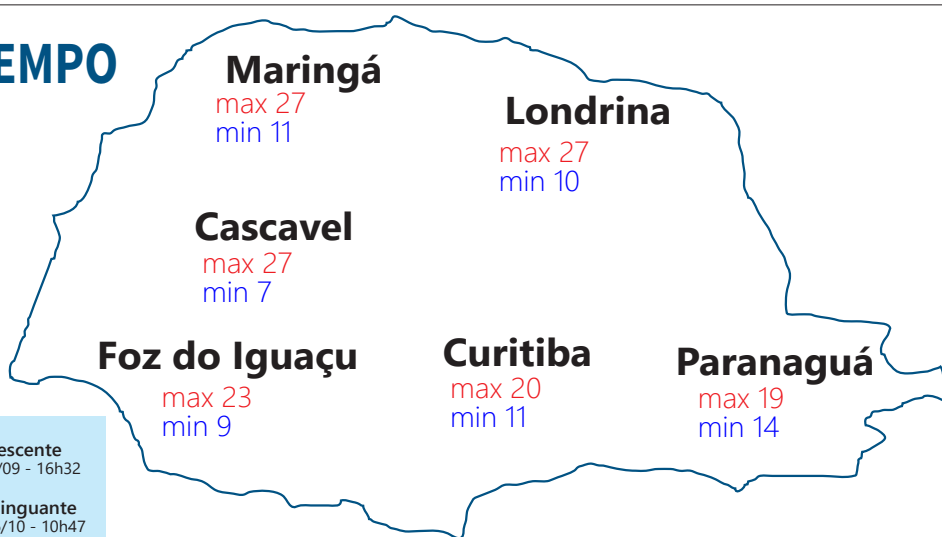 EMPO
Maringá
max 27
min 11
Londrina
max 27
min 10
Cascavel
max 27
min 7
Foz do Iguaçu
max 23
min 9
Curitiba
max 20
min 11
Paranaguá
max 19
min 14
escente
/09 - 16h32
inguante
/10 - 10h47